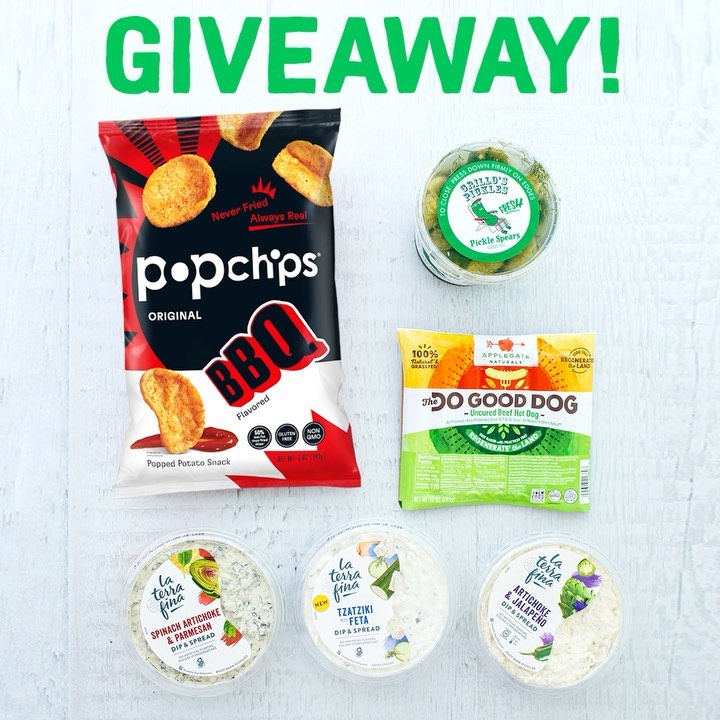 GIVEAWAY!
Never Fried
Always Real
popchips
ORIGINAL
BBQ
Flavored
GLUTEN
FREE
NON
GMO
Popped Potato Snack
TO CLOSE, PRESS DOWN FIRMLY ON EDGES
GRILLO'S
PICKLES
FRESH
Pickle Spears
100%
APPLEGATE
NATURALS
REGENERATE
the LAND
The DO GOOD DOG
Uncured Beef Hot Dog
REGENERATE the LAND
la
terra
fina
SPINACH ARTICHOKE
& PARMESAN
DIP & SPREAD
la
terra
fina
NEW
TZATZIKI
FETA
DIP & SPREAD
la
terra
fina
ARTICHOKE
& JALAPEÑO
DIP & SPREAD